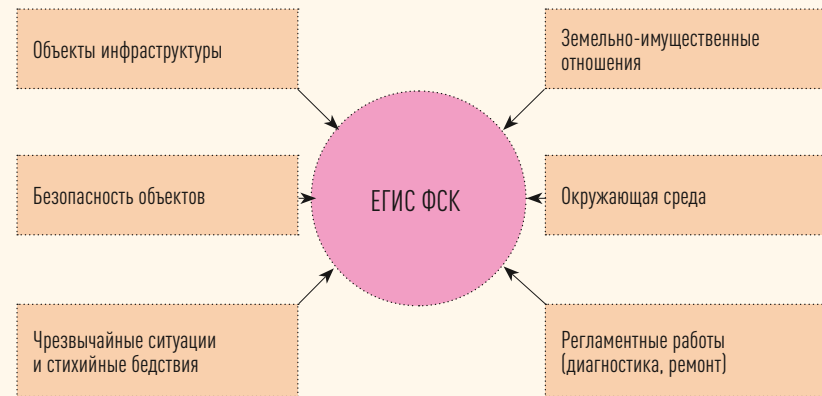 Объекты инфраструктуры
Земельно-имущественные
отношения
Безопасность объектов
ЕГИС ФСК
Окружающая среда
Чрезвычайные ситуации
и стихийные бедствия
Регламентные работы
(диагностика, ремонт)